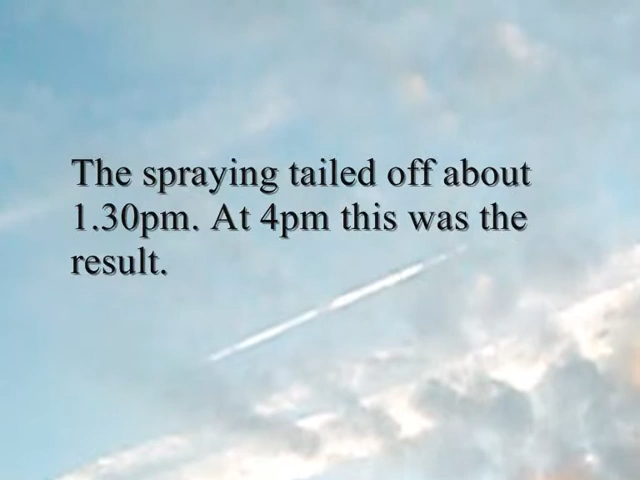 The spraying tailed off about
1.30pm. At 4pm this was the
result.